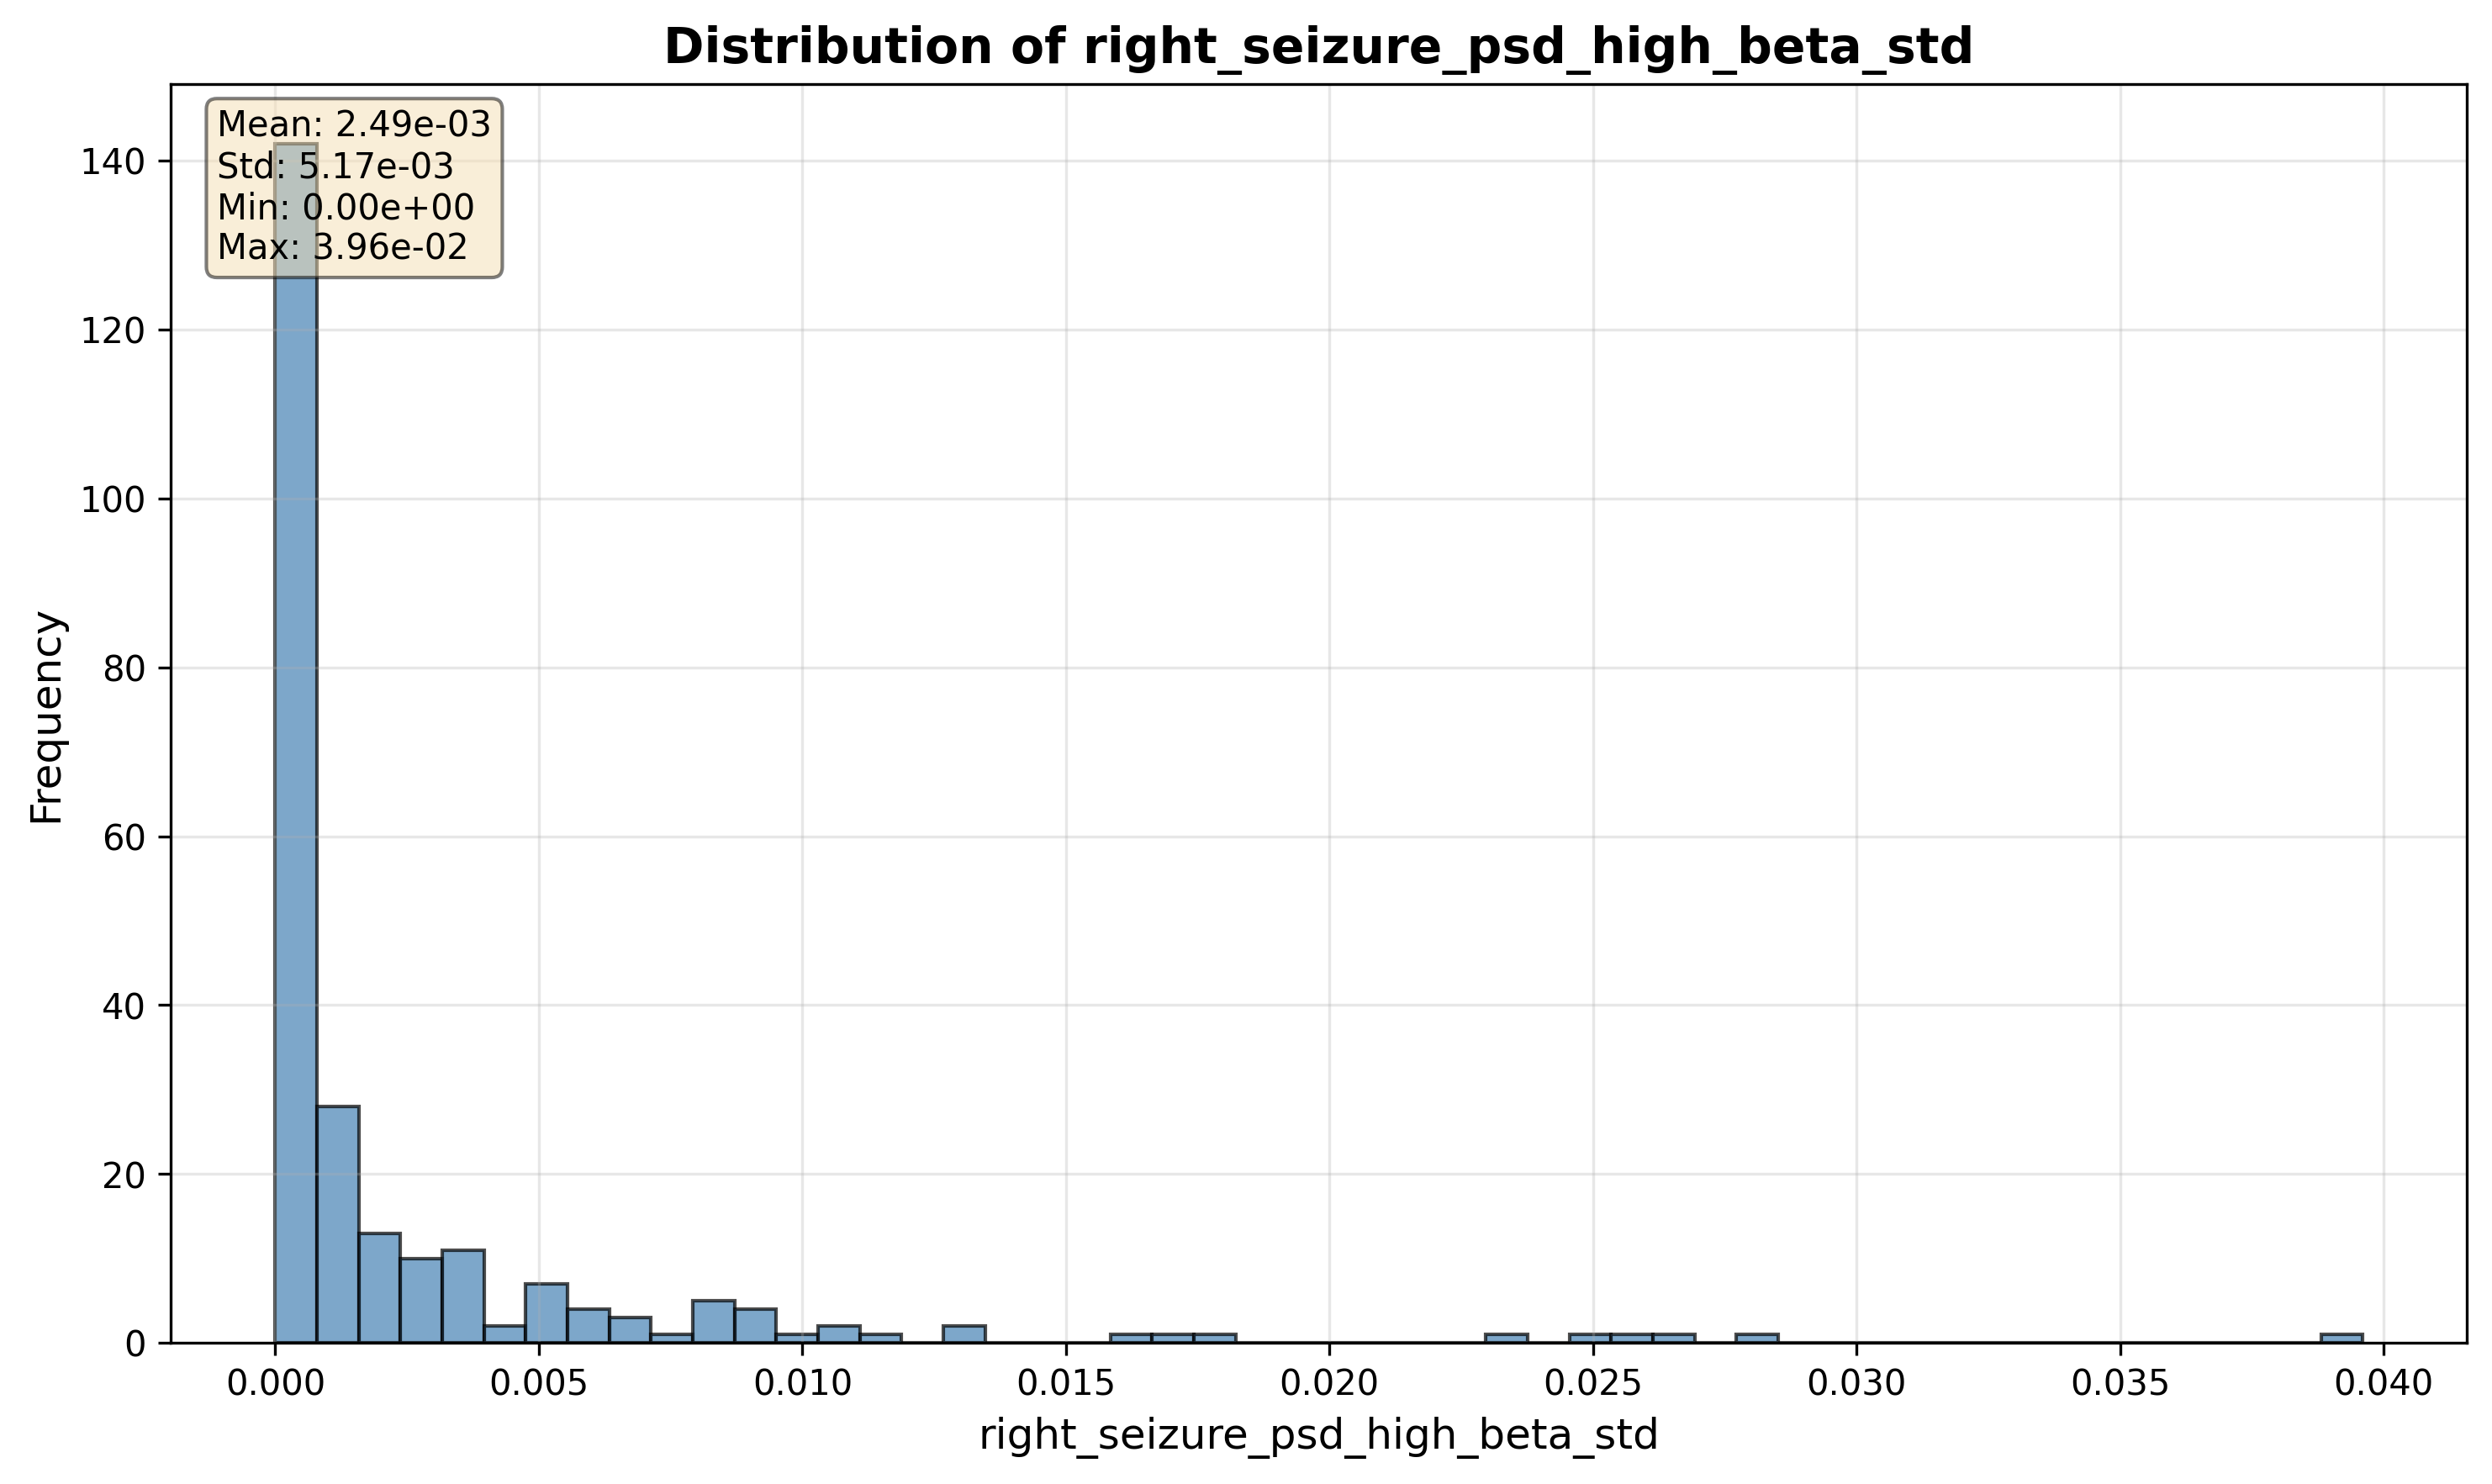 Distribution of right_seizure_psd_high_beta_std
Mean: 2.49e-03
Std: 5.17e-03
Min: 0.00e+00
Max: 3.96e-02
140
120
100
80
60
40
20
0
Frequency
0.000 0.005 0.010 0.015 0.020 0.025 0.030 0.035 0.040
right_seizure_psd_high_beta_std